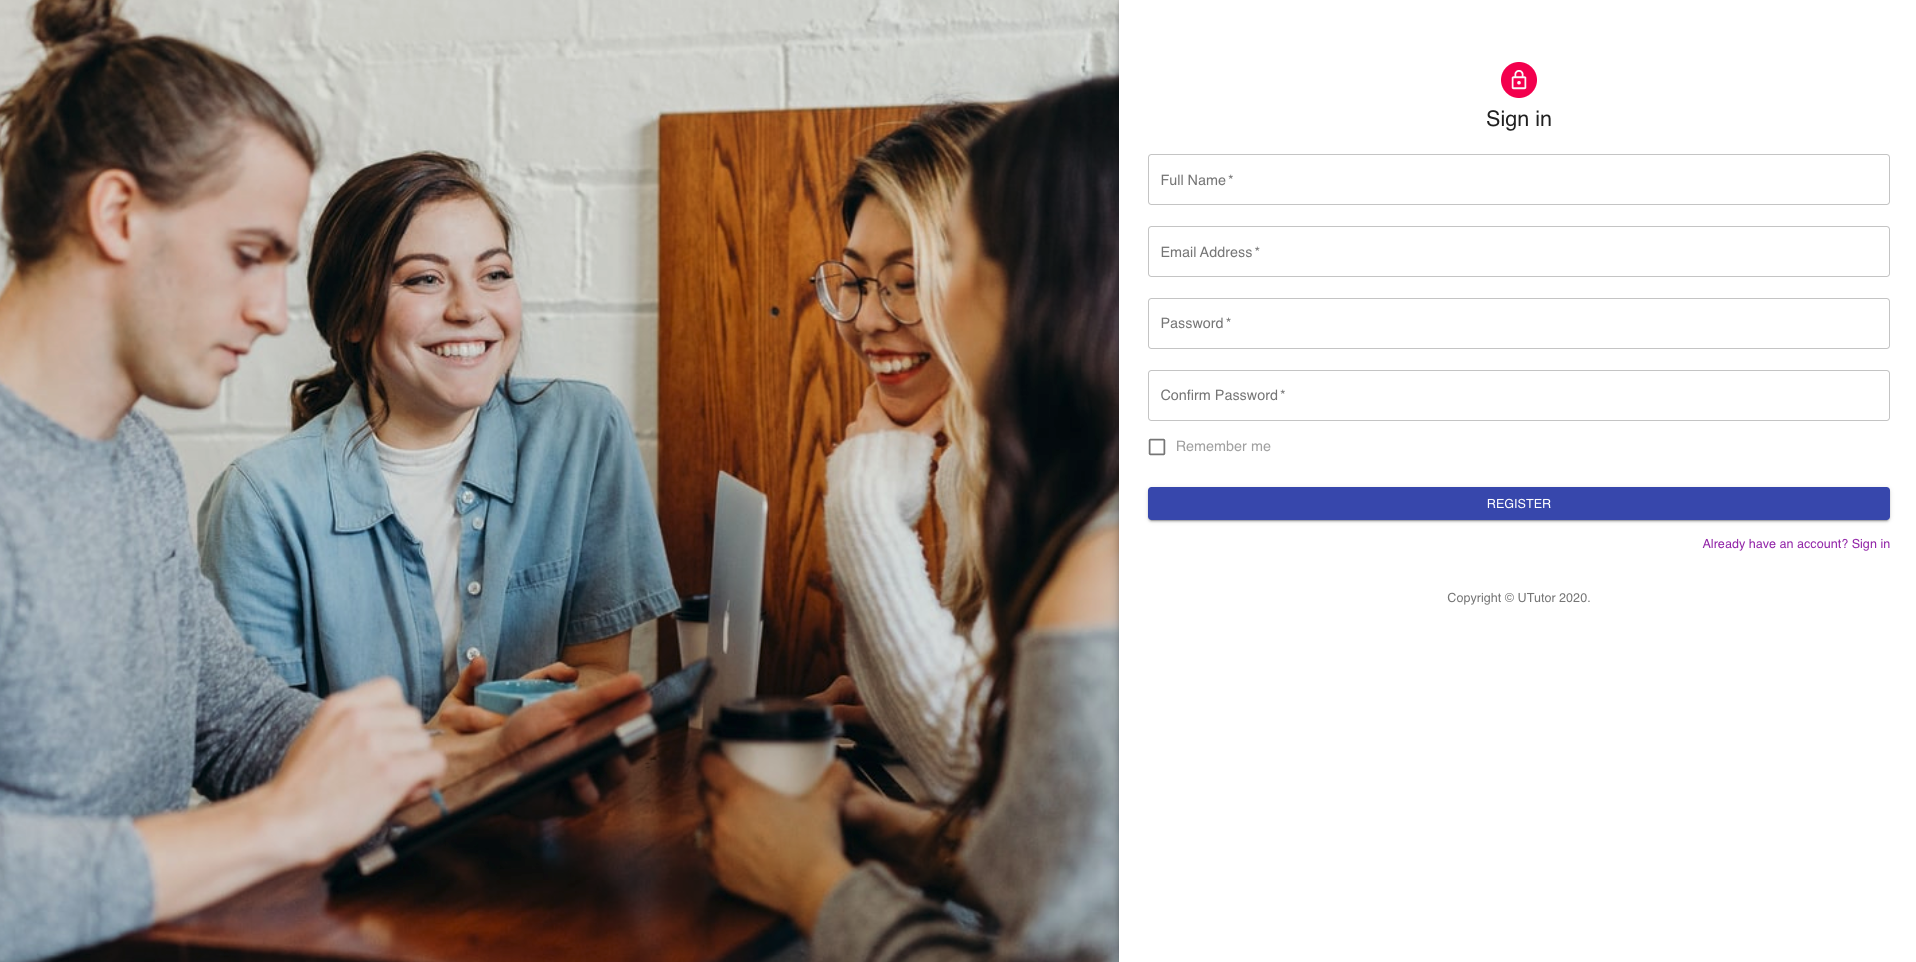 Sign in
Full Name *
Email Address *
Password *
Confirm Password *
Remember me
REGISTER
Already have an account? Sign in
Copyright © UTutor 2020.